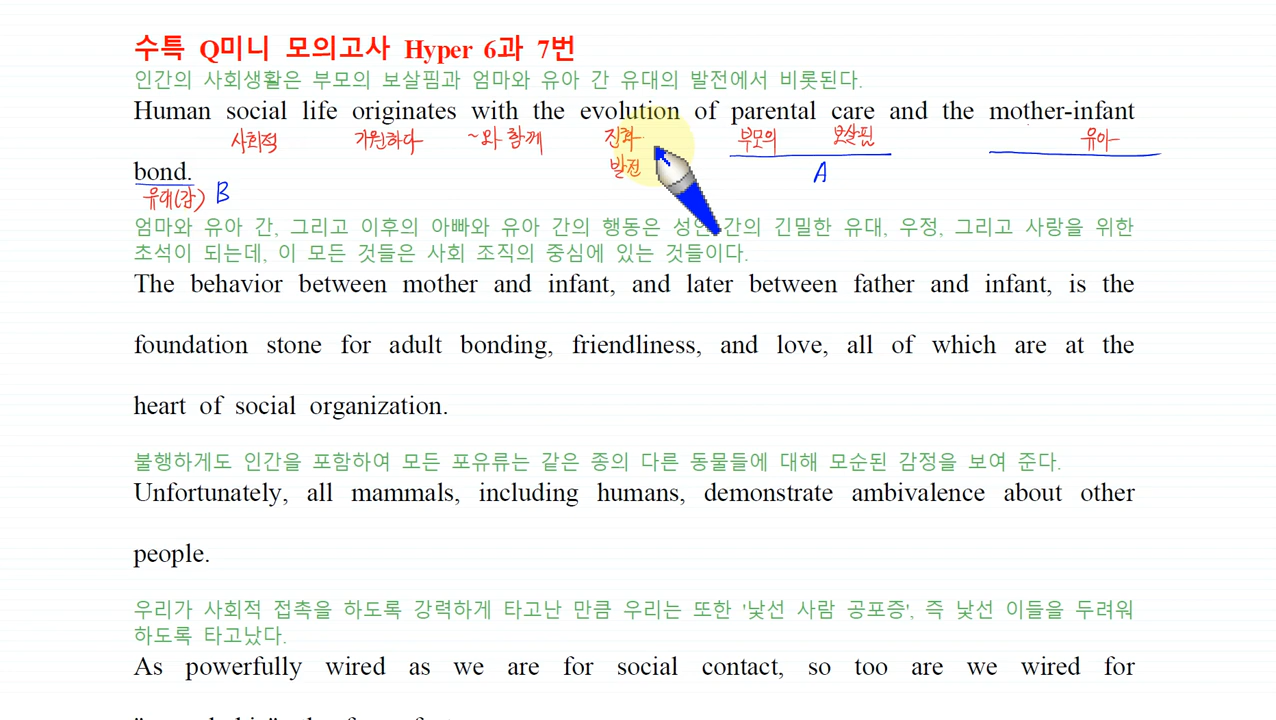 수특 Q미니 모의고사 Hyper 6과 7번
인간의 사회생활은 부모의 보살핌과 엄마와 유아 간 유대의 발전에서 비롯된다.
Human social life originates with the evolution of parental care and the mother-infant
사회적 기원하다 ~와 함께 진화 부모의 보살핌 유아
발전
A
bond.
유대(감) B
엄마와 유아 간, 그리고 이후의 아빠와 유아 간의 행동은 성인 간의 긴밀한 유대, 우정, 그리고 사랑을 위한
초석이 되는데, 이 모든 것들은 사회 조직의 중심에 있는 것들이다.
The behavior between mother and infant, and later between father and infant, is the
foundation stone for adult bonding, friendliness, and love, all of which are at the
heart of social organization.
불행하게도 인간을 포함하여 모든 포유류는 같은 종의 다른 동물들에 대해 모순된 감정을 보여 준다.
Unfortunately, all mammals, including humans, demonstrate ambivalence about other
people.
우리가 사회적 접촉을 하도록 강력하게 타고난 만큼 우리는 또한 '낯선 사람 공포증', 즉 낯선 이들을 두려워
하도록 타고났다.
As powerfully wired as we are for social contact, so too are we wired for